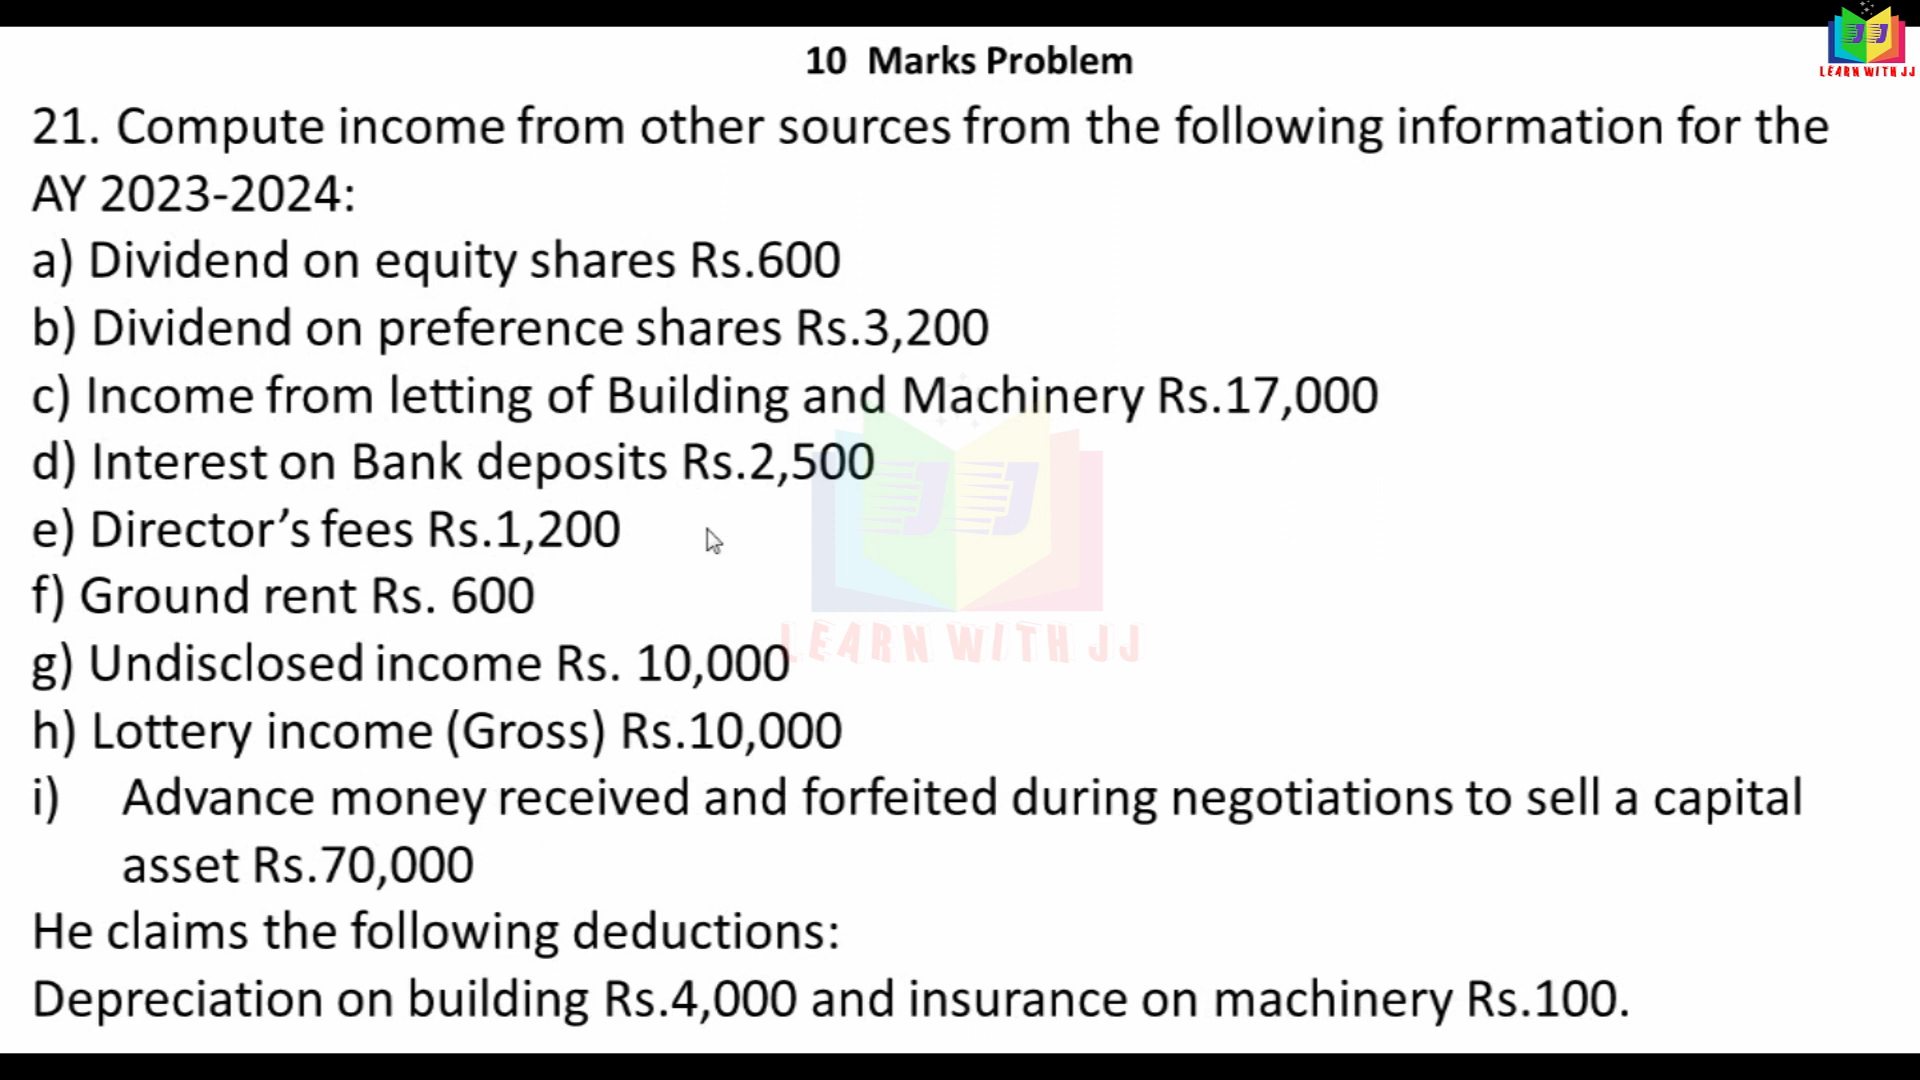 10 Marks Problem
LEARN WITH JJ
21. Compute income from other sources from the following information for the
AY 2023-2024:
a) Dividend on equity shares Rs.600
b) Dividend on preference shares Rs.3,200
c) Income from letting of Building and Machinery Rs.17,000
d) Interest on Bank deposits Rs.2,500
e) Director’s fees Rs.1,200
f) Ground rent Rs. 600
g) Undisclosed income Rs. 10,000
h) Lottery income (Gross) Rs.10,000
i) Advance money received and forfeited during negotiations to sell a capital
asset Rs.70,000
He claims the following deductions:
Depreciation on building Rs.4,000 and insurance on machinery Rs.100.
JJ
LEARN WITH JJ